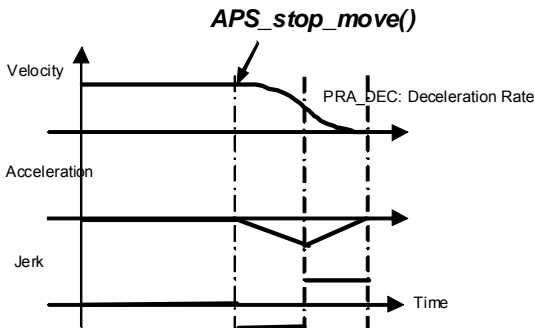 APS_stop_move()
Velocity
PRA_DEC: Deceleration Rate
Acceleration
Jerk
Time